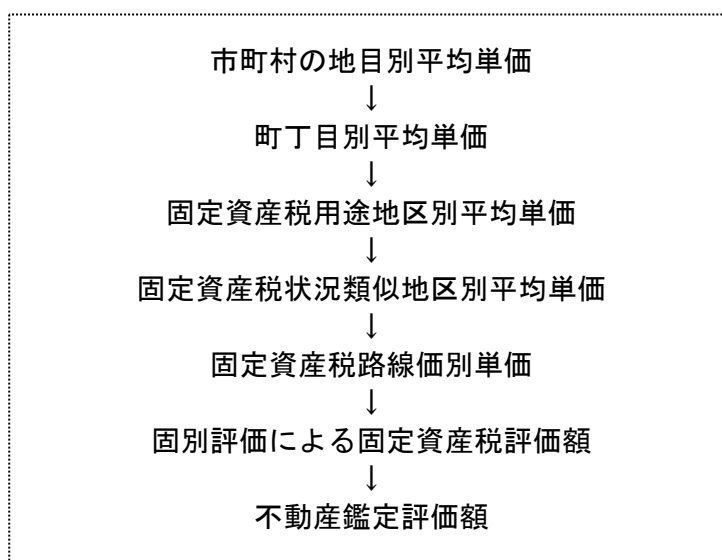 市町村の地目別平均単価
↓
町丁目別平均単価
↓
固定資産税用途地区別平均単価
↓
固定資産税状況類似地区別平均単価
↓
固定資産税路線価別単価
↓
固別評価による固定資産税評価額
↓
不動産鑑定評価額